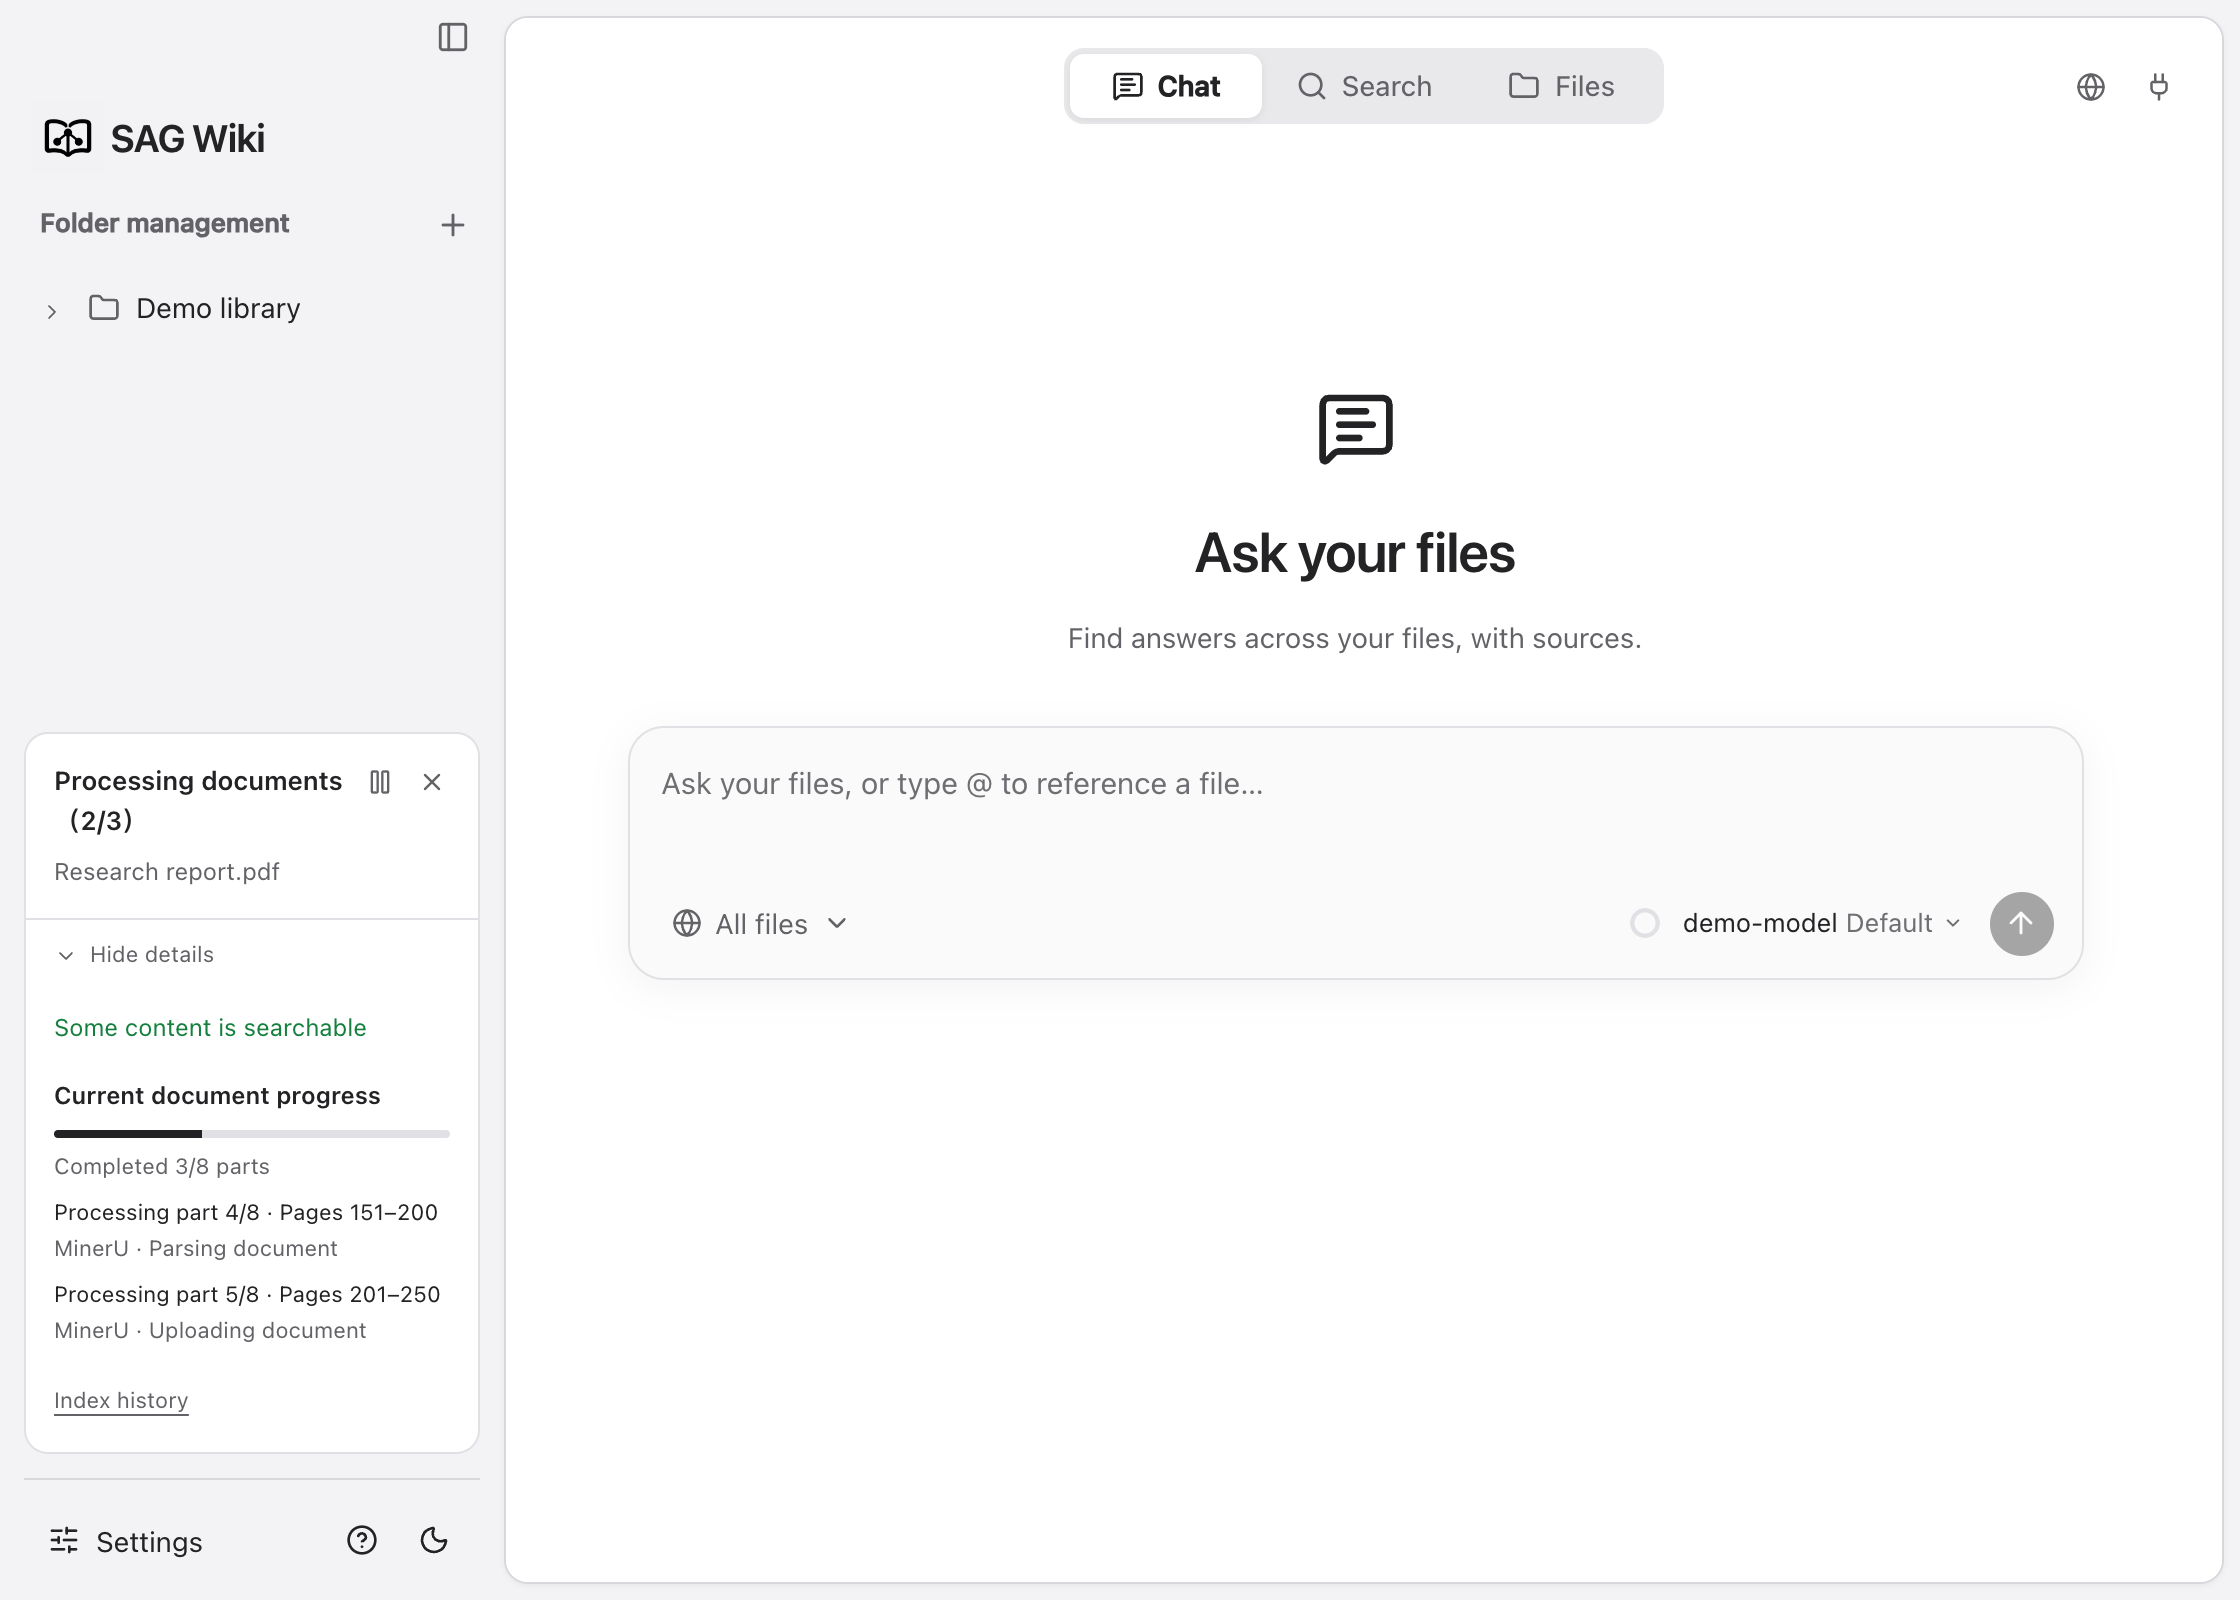 SAG Wiki
Folder management
Demo library
Processing documents
（2/3）
Research report.pdf
Hide details
Some content is searchable
Current document progress
Completed 3/8 parts
Processing part 4/8 · Pages 151–200
MinerU · Parsing document
Processing part 5/8 · Pages 201–250
MinerU · Uploading document
Index history
Settings
Chat
Search
Files
Ask your files
Find answers across your files, with sources.
Ask your files, or type @ to reference a file...
All files
demo-model Default